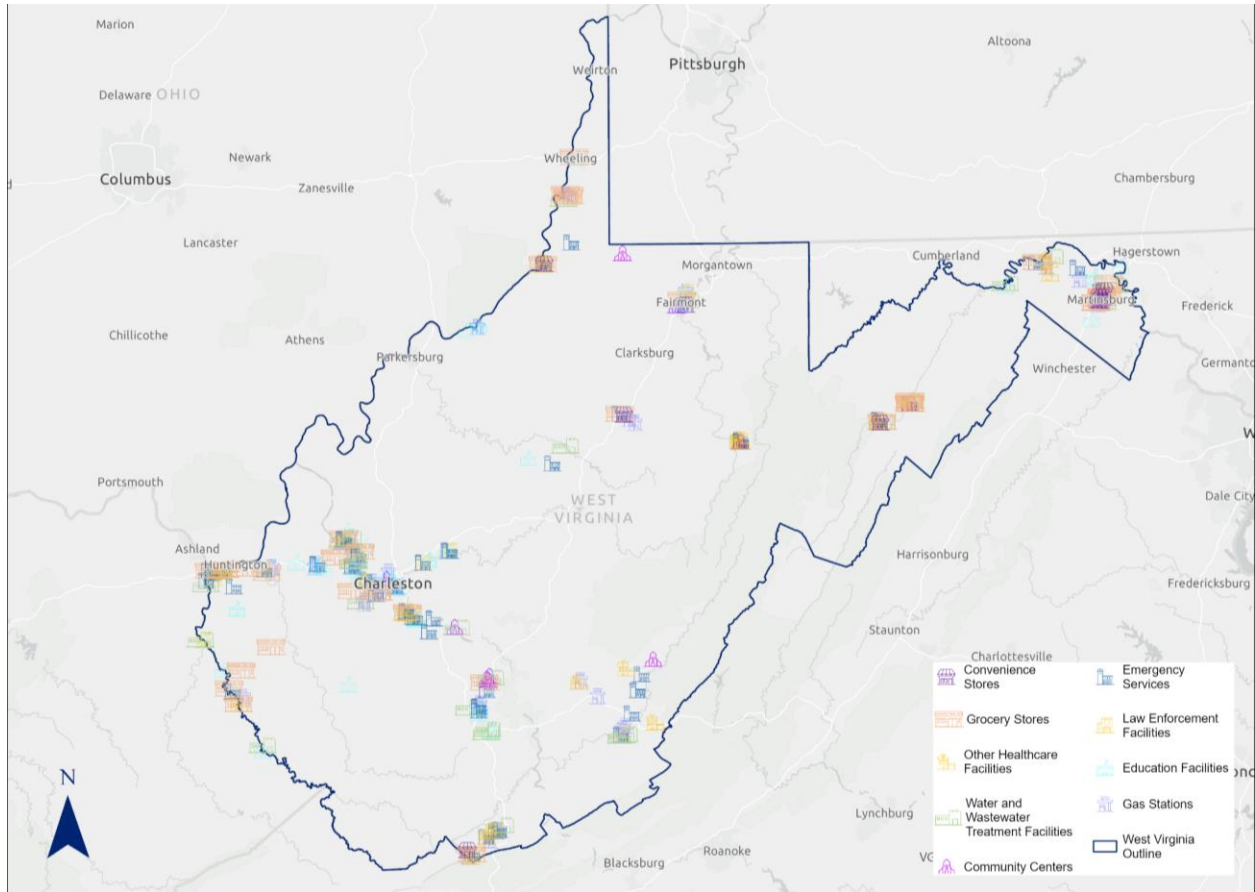 Marion
Altoona
Pittsburgh
Weirton
Delaware
OHIO
Newark
Wheeling
Columbus
Zanesville
Chambersburg
Lancaster
Cumberland
Hagerstown
Morgantown
Fairmont
Martinsburg
Frederick
Chillicothe
Athens
Parkersburg
Clarksburg
Winchester
Germanto
W
Portsmouth
WEST
VIRGINIA
Dale City
Ashland
Huntington
Charleston
Harrisonburg
Fredericksburg
Staunton
Charlottesville
Convenience
Stores
Emergency
Services
Grocery Stores
Law Enforcement
Facilities
Other Healthcare
Facilities
Education Facilities
Water and
Wastewater
Treatment Facilities
Gas Stations
West Virginia
Outline
Community Centers
N
Lynchburg
Roanoke
Blacksburg
VG
ond